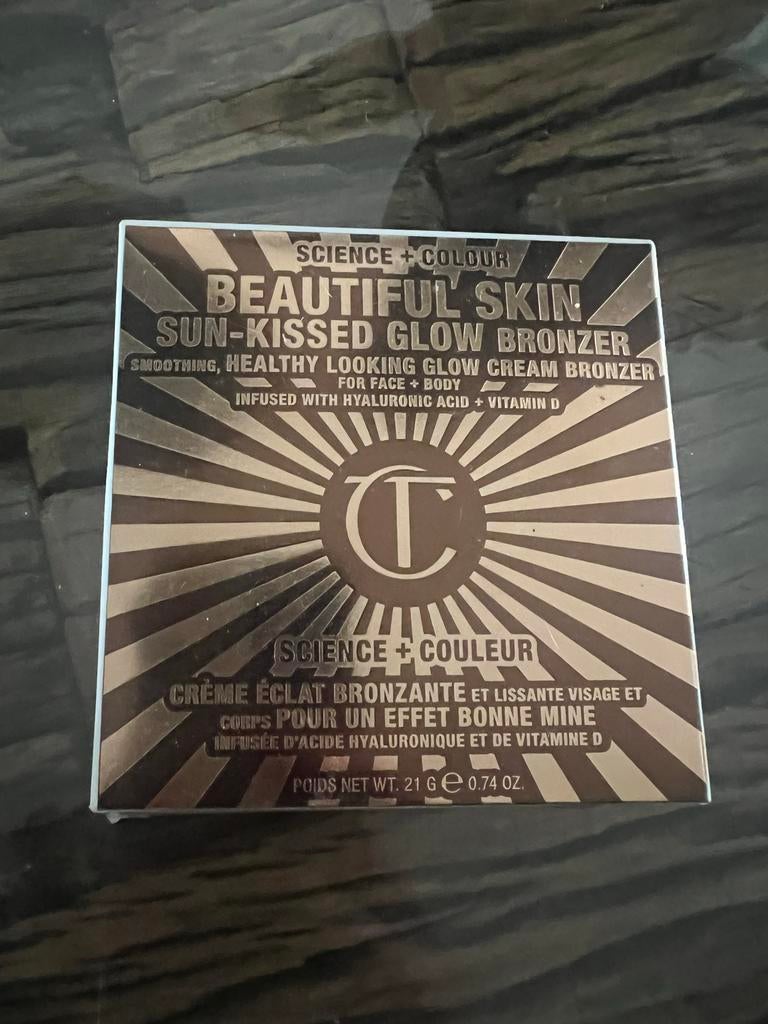 SCIENCE + COLOUR
BEAUTIFUL SKIN
SUN-KISSED GLOW BRONZER
SMOOTHING, HEALTHY LOOKING GLOW CREAM BRONZER
FOR FACE + BODY
INFUSED WITH HYALURONIC ACID + VITAMIN D
CT
SCIENCE + COULEUR
CRÈME ÉCLAT BRONZANTE ET LISSANTE VISAGE ET
CORPS POUR UN EFFET BONNE MINE
INFUSÉE D'ACIDE HYALURONIQUE ET DE VITAMINE D
POIDS NET WT. 21 G ℮ 0.74 OZ.